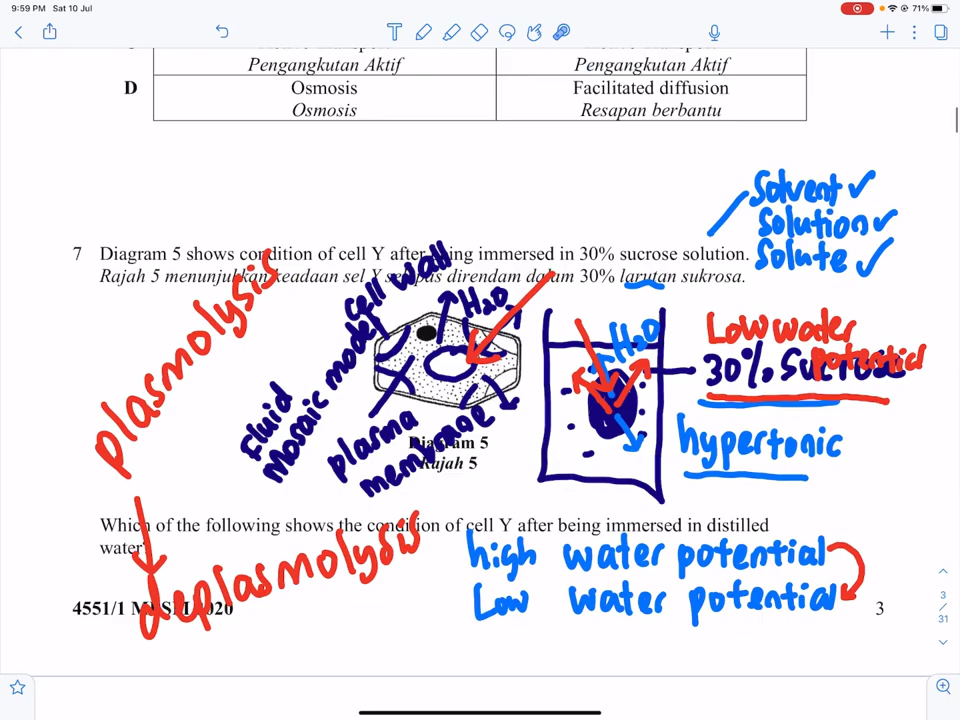 9:59 PM Sat 10 Jul
71%
Pengangkutan Aktif
Pengangkutan Aktif
D
Osmosis
Osmosis
Facilitated diffusion
Resapan berbantu
Solvent ✓
Solution ✓
Solute ✓
7 Diagram 5 shows condition of cell Y after being immersed in 30% sucrose solution.
Rajah 5 menunjukkan keadaan sel Y selepas direndam dalam 30% larutan sukrosa.
plasmolysis
cell wall
H2O
Fluid
mosaic model
plasma
membrane
H2O
Low water
potential
30% Sucrose
hypertonic
Diagram 5
Rajah 5
Which of the following shows the condition of cell Y after being immersed in distilled
water?
deplasmolysis
high water potential
Low water potential
4551/1
2020
3
3
/
31